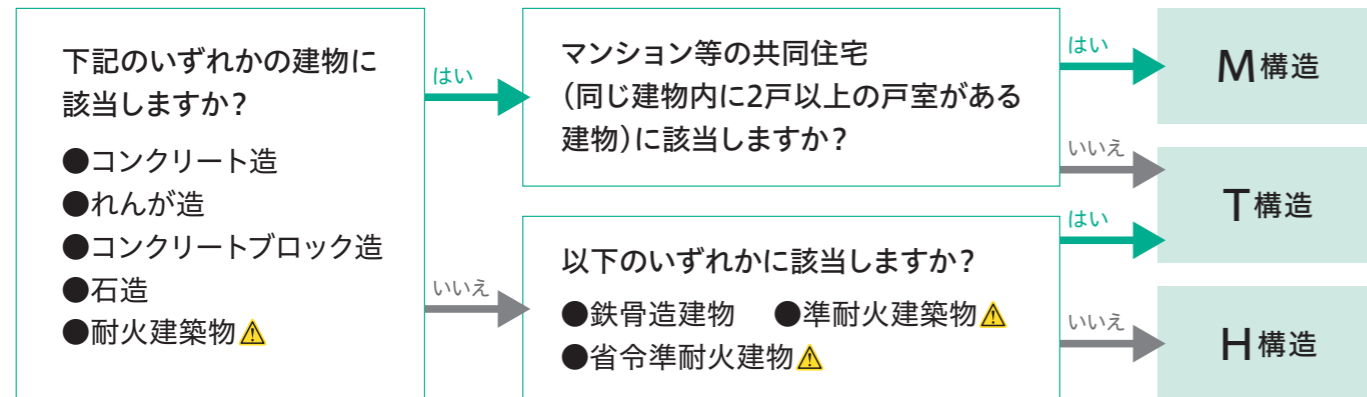 下記のいずれかの建物に
該当しますか?
●コンクリート造
●れんが造
●コンクリートブロック造
●石造
●耐火建築物⚠
はい
いいえ
マンション等の共同住宅
(同じ建物内に2戸以上の戸室がある
建物)に該当しますか?
はい
いいえ
以下のいずれかに該当しますか?
●鉄骨造建物 ●準耐火建築物⚠
●省令準耐火建物⚠
はい
いいえ
M構造
T構造
H構造